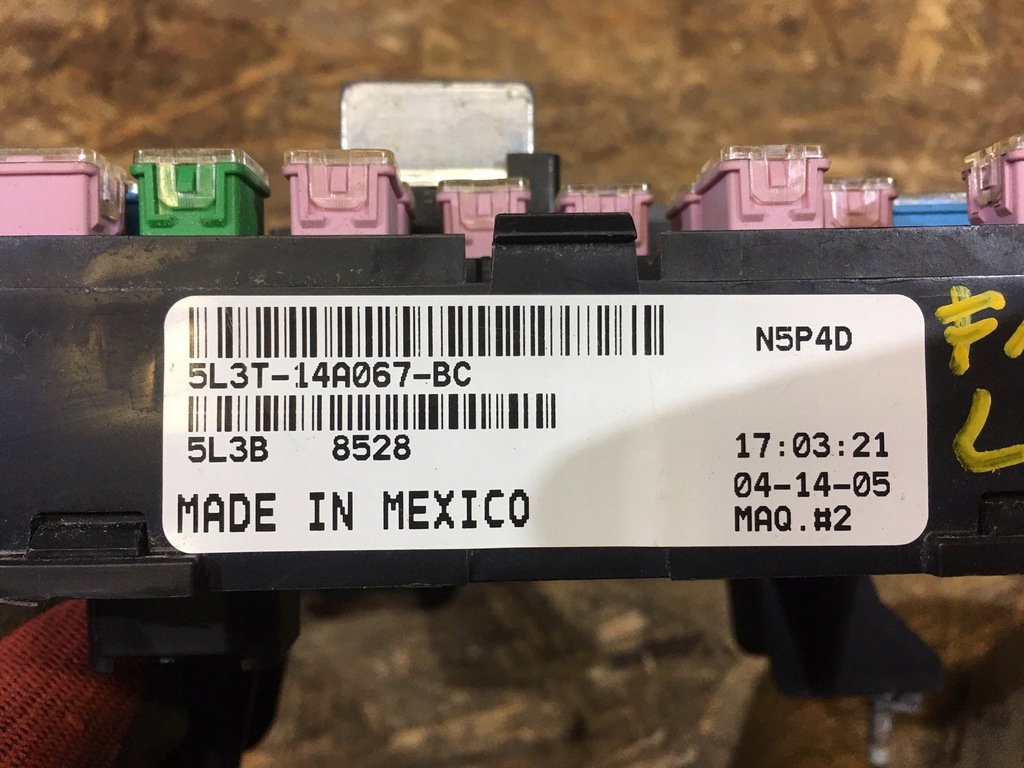 N5P4D
5L3T-14A067-BC
5L3B 8528
17:03:21
04-14-05
MADE IN MEXICO
MAQ.#2